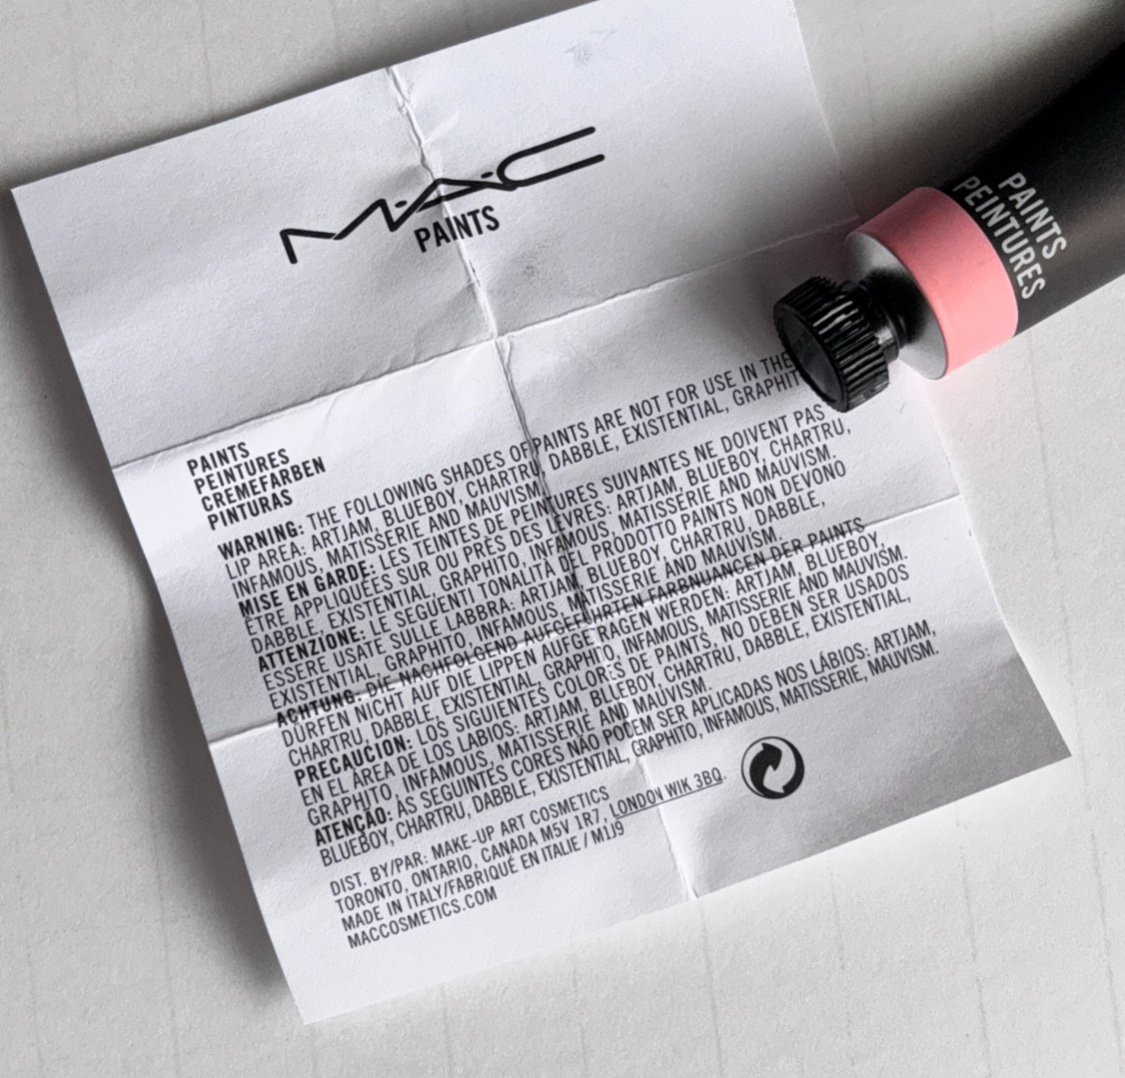 M·A·C
PAINTS
PAINTS
PEINTURES
PAINTS
PEINTURES
CREMEFARBEN
PINTURAS
WARNING: THE FOLLOWING SHADES OF PAINTS ARE NOT FOR USE IN THE
LIP AREA: ARTJAM, BLUEBOY, CHARTRU, DABBLE, EXISTENTIAL, GRAPHIT
INFAMOUS, MATISSERIE AND MAUVISM.
MISE EN GARDE: LES TEINTES DE PEINTURES SUIVANTES NE DOIVENT PAS
ÊTRE APPLIQUÉES SUR OU PRÈS DES LÈVRES: ARTJAM, BLUEBOY, CHARTRU,
DABBLE, EXISTENTIAL, GRAPHITO, INFAMOUS, MATISSERIE AND MAUVISM.
ATTENZIONE: LE SEGUENTI TONALITÀ DEL PRODOTTO PAINTS NON DEVONO
ESSERE USATE SULLE LABBRA: ARTJAM, BLUEBOY, CHARTRU, DABBLE,
EXISTENTIAL, GRAPHITO, INFAMOUS, MATISSERIE AND MAUVISM.
ACHTUNG: DIE NACHFOLGEND AUFGEFÜHRTEN FARBNUANCEN DER PAINTS
DÜRFEN NICHT AUF DIE LIPPEN AUFGETRAGEN WERDEN: ARTJAM, BLUEBOY,
CHARTRU, DABBLE, EXISTENTIAL, GRAPHITO, INFAMOUS, MATISSERIE AND MAUVISM.
PRECAUCION: LOS SIGUIENTES COLORES DE PAINTS, NO DEBEN SER USADOS
EN EL ÁREA DE LOS LABIOS: ARTJAM, BLUEBOY, CHARTRU, DABBLE, EXISTENTIAL,
GRAPHITO, INFAMOUS, MATISSERIE AND MAUVISM.
ATENÇÃO: AS SEGUINTES CORES NÃO PODEM SER APLICADAS NOS LÁBIOS: ARTJAM,
BLUEBOY, CHARTRU, DABBLE, EXISTENTIAL, GRAPHITO, INFAMOUS, MATISSERIE, MAUVISM.
DIST. BY/PAR: MAKE-UP ART COSMETICS
TORONTO, ONTARIO, CANADA M5V 1R7, LONDON WIK 3BQ.
MADE IN ITALY/FABRIQUÉ EN ITALIE / M1J9
MACCOSMETICS.COM